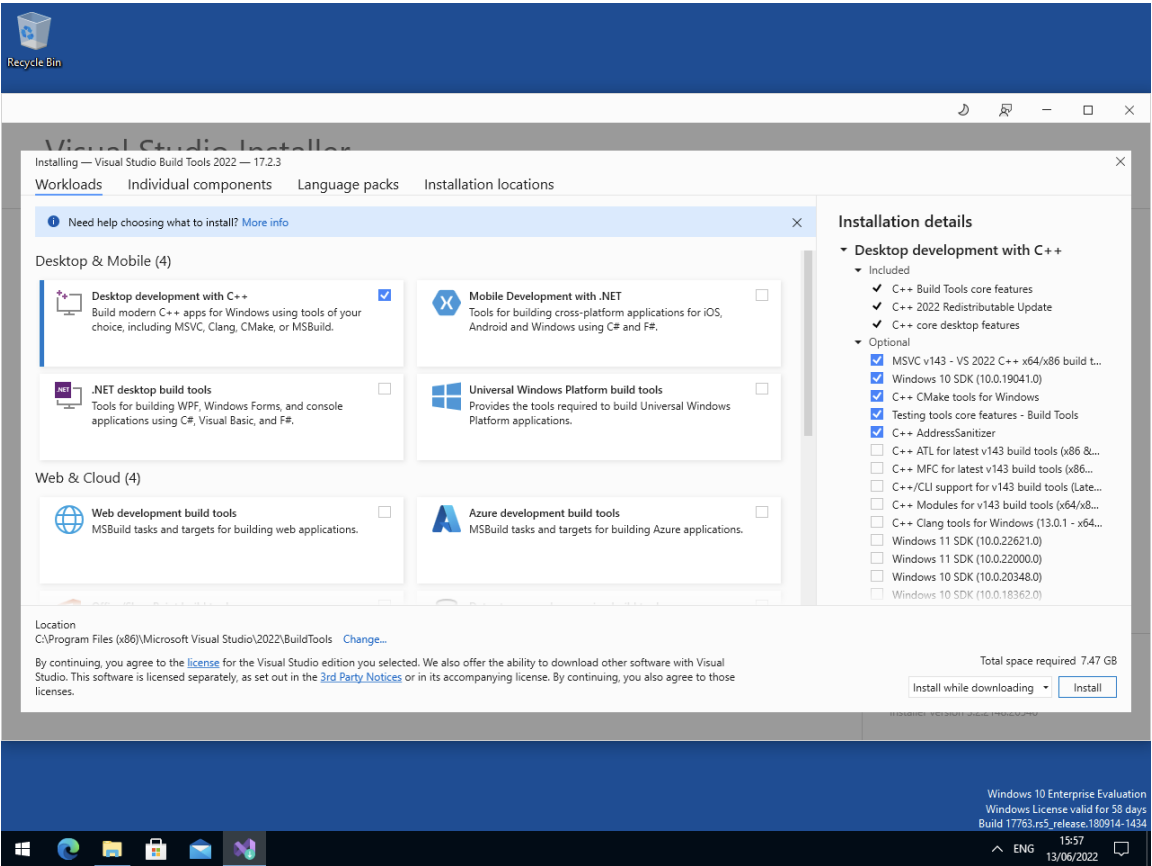 Recycle Bin
Visual Studio Installer
Installing — Visual Studio Build Tools 2022 — 17.2.3
Workloads Individual components Language packs Installation locations
Need help choosing what to install? More info
Desktop & Mobile (4)
Desktop development with C++
Build modern C++ apps for Windows using tools of your
choice, including MSVC, Clang, CMake, or MSBuild.
Mobile Development with .NET
Tools for building cross-platform applications for iOS,
Android and Windows using C# and F#.
.NET
.NET desktop build tools
Tools for building WPF, Windows Forms, and console
applications using C#, Visual Basic, and F#.
Universal Windows Platform build tools
Provides the tools required to build Universal Windows
Platform applications.
Web & Cloud (4)
Web development build tools
MSBuild tasks and targets for building web applications.
Azure development build tools
MSBuild tasks and targets for building Azure applications.
Installation details
Desktop development with C++
Included
C++ Build Tools core features
C++ 2022 Redistributable Update
C++ core desktop features
Optional
MSVC v143 - VS 2022 C++ x64/x86 build t...
Windows 10 SDK (10.0.19041.0)
C++ CMake tools for Windows
Testing tools core features - Build Tools
C++ AddressSanitizer
C++ ATL for latest v143 build tools (x86 &...
C++ MFC for latest v143 build tools (x86...
C++/CLI support for v143 build tools (Late...
C++ Modules for v143 build tools (x64/x8...
C++ Clang tools for Windows (13.0.1 - x64...
Windows 11 SDK (10.0.22621.0)
Windows 11 SDK (10.0.22000.0)
Windows 10 SDK (10.0.20348.0)
Windows 10 SDK (10.0.18362.0)
Location
C:\Program Files (x86)\Microsoft Visual Studio\2022\BuildTools Change...
By continuing, you agree to the license for the Visual Studio edition you selected. We also offer the ability to download other software with Visual
Studio. This software is licensed separately, as set out in the 3rd Party Notices or in its accompanying license. By continuing, you also agree to those
licenses.
Total space required 7.47 GB
Install while downloading
Install
Windows 10 Enterprise Evaluation
Windows License valid for 58 days
Build 17763.rs5_release.180914-1434
ENG
15:57
13/06/2022